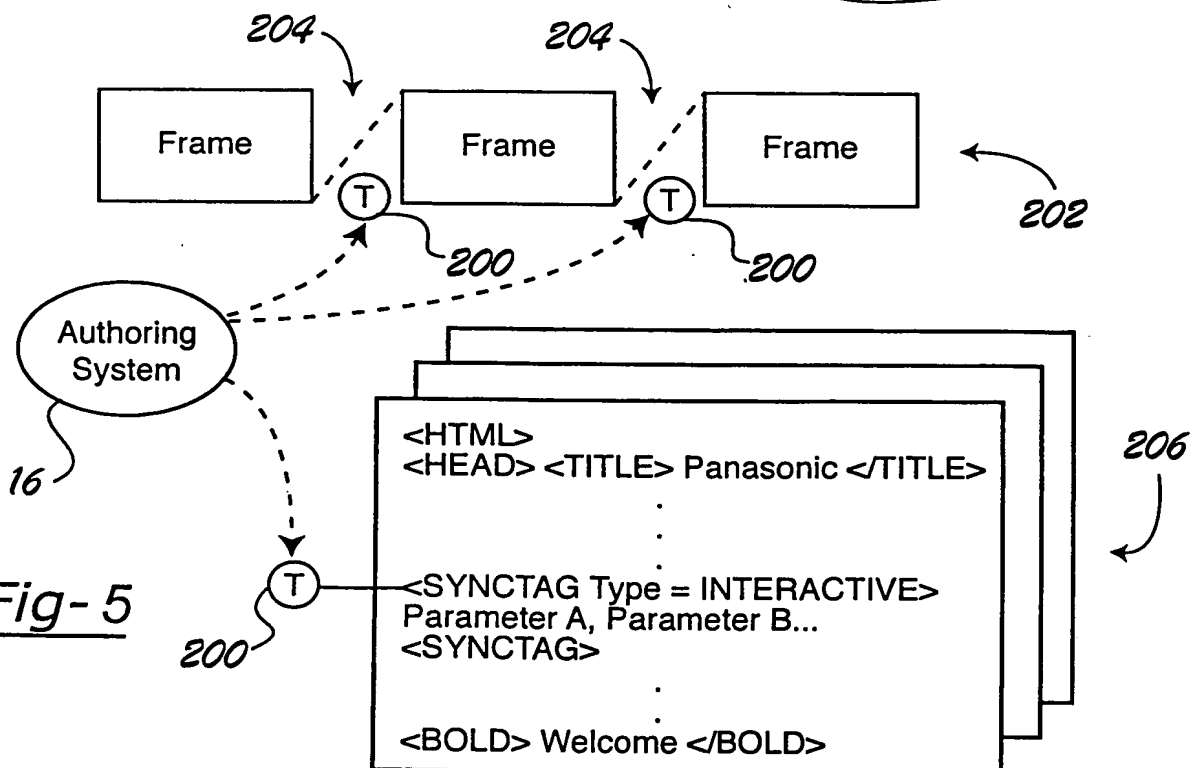 204
204
Frame
Frame
Frame
T
T
202
200
200
Authoring
System
16
<HTML>
<HEAD> <TITLE> Panasonic </TITLE>
.
.
.
T
<SYNCTAG Type = INTERACTIVE>
Parameter A, Parameter B...
<SYNCTAG>
.
.
<BOLD> Welcome </BOLD>
206
200
Fig-5